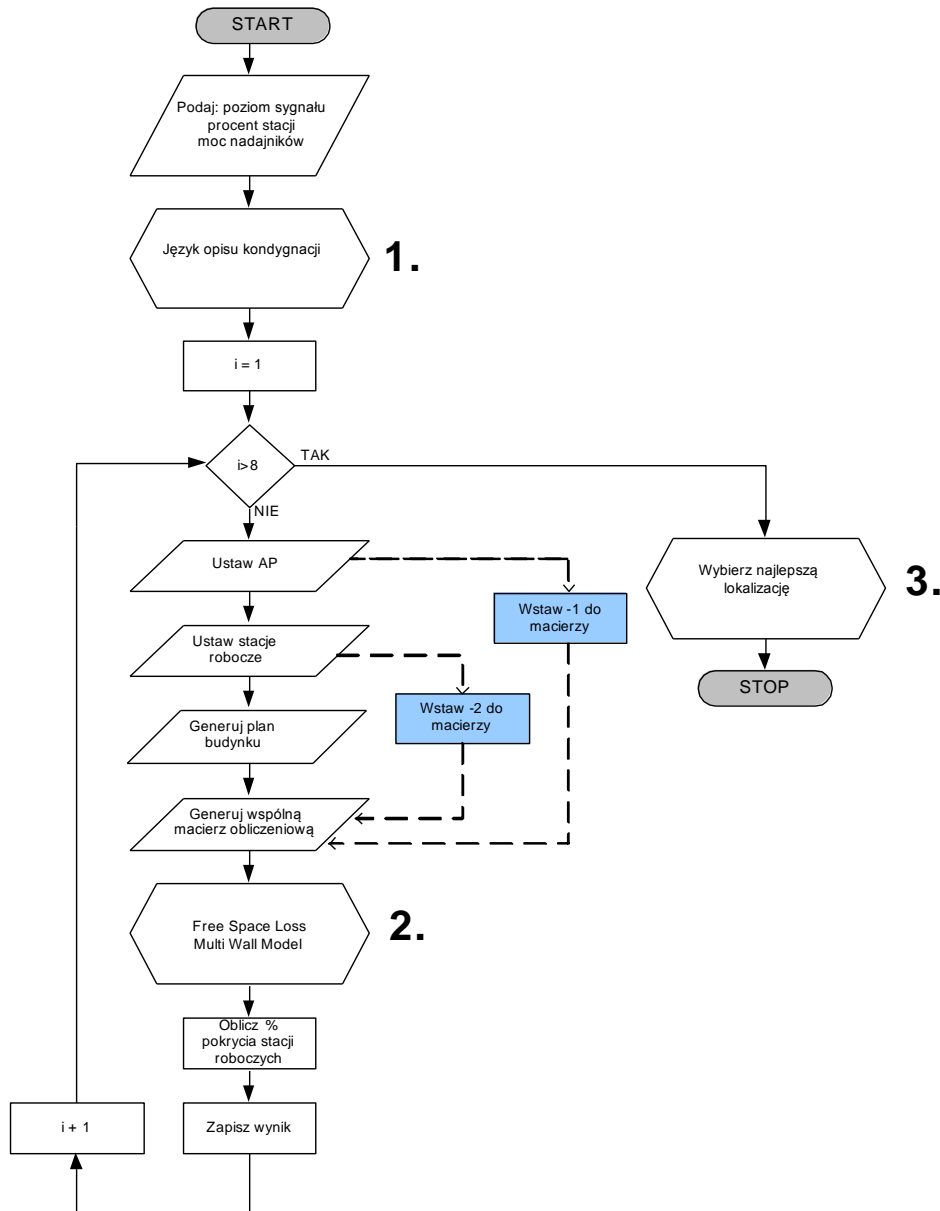 START
Podaj: poziom sygnału
procent stacji
moc nadajników
Język opisu kondygnacji
1.
i = 1
i>8
TAK
NIE
Ustaw AP
Wstaw -1 do
macierzy
Wybierz najlepszą
lokalizację
3.
STOP
Ustaw stacje
robocze
Wstaw -2 do
macierzy
Generuj plan
budynku
Generuj wspólną
macierz obliczeniową
Free Space Loss
Multi Wall Model
2.
Oblicz %
pokrycia stacji
roboczych
i + 1
Zapisz wynik